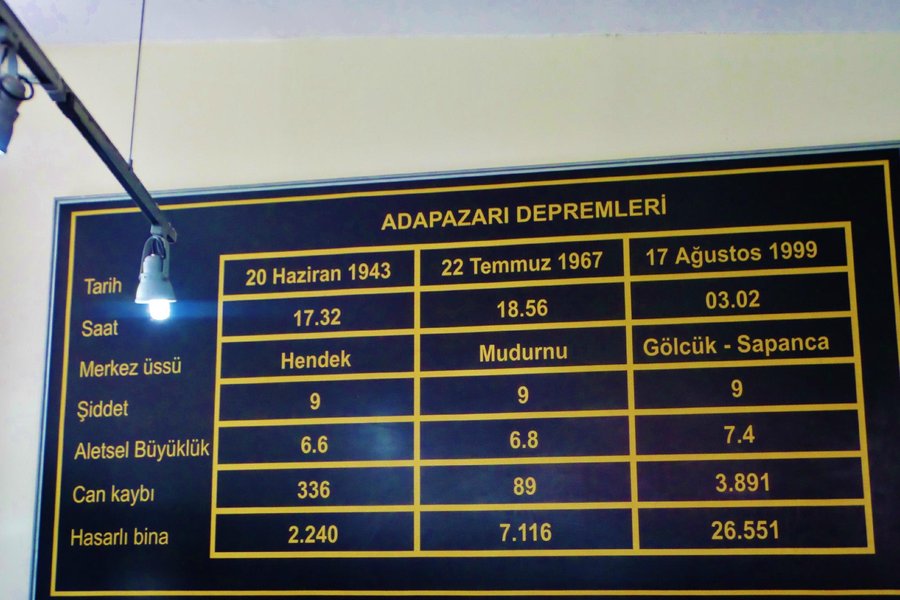 ADAPAZARI DEPREMLERİ
Tarih 20 Haziran 1943 22 Temmuz 1967 17 Ağustos 1999
Saat 17.32 18.56 03.02
Merkez üssü Hendek Mudurnu Gölcük - Sapanca
Şiddet 9 9 9
Aletsel Büyüklük 6.6 6.8 7.4
Can kaybı 336 89 3.891
Hasarlı bina 2.240 7.116 26.551